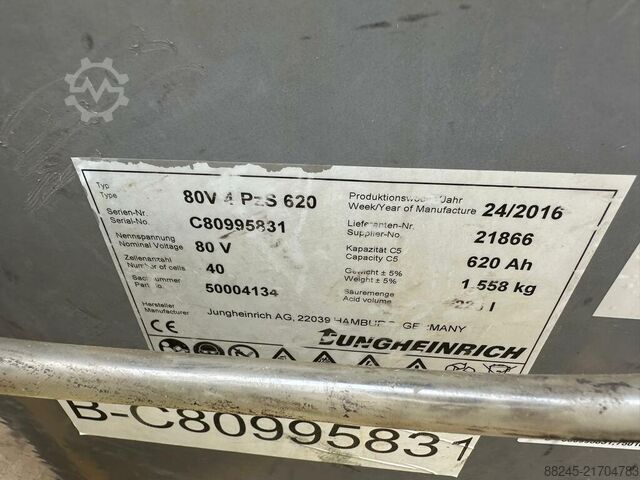 Typ
Type
80V 4 PzS 620
Serien-Nr.
Serial-No.
C80995831
Nennspannung
Nominal Voltage
80 V
Zellenanzahl
Number of cells
40
Sachnummer
Part No.
50004134
Hersteller
Manufacturer
Jungheinrich AG, 22039 HAMBURG - GERMANY
Produktionswoche/Jahr
Week/Year of Manufacture
24/2016
Lieferanten-Nr.
Supplier-No.
21866
Kapazität C5
Capacity C5
620 Ah
Gewicht ± 5%
Weight ± 5%
1 558 kg
Säuremenge
Acid volume
l
CE
JUNGHEINRICH
B-C80995831
88245-21704783